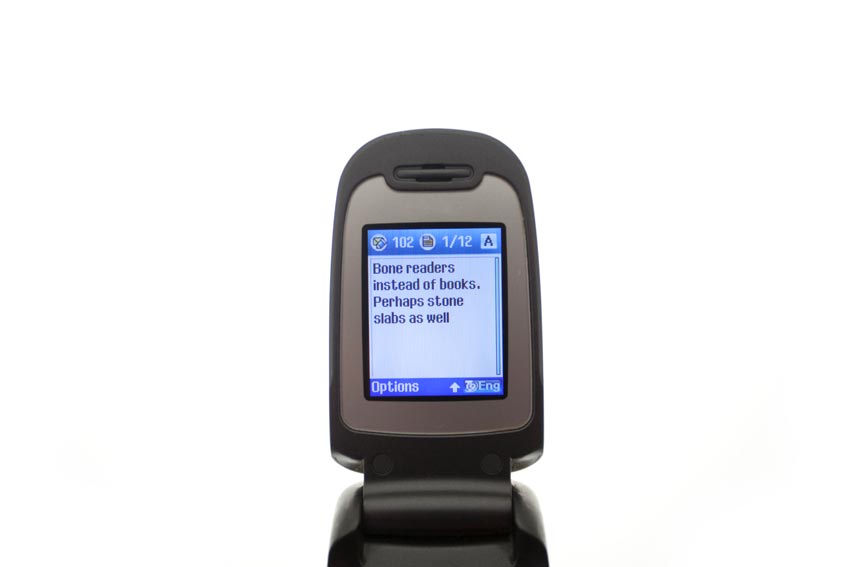 102 1/12 A
Bone readers
instead of books.
Perhaps stone
slabs as well
Options Eng